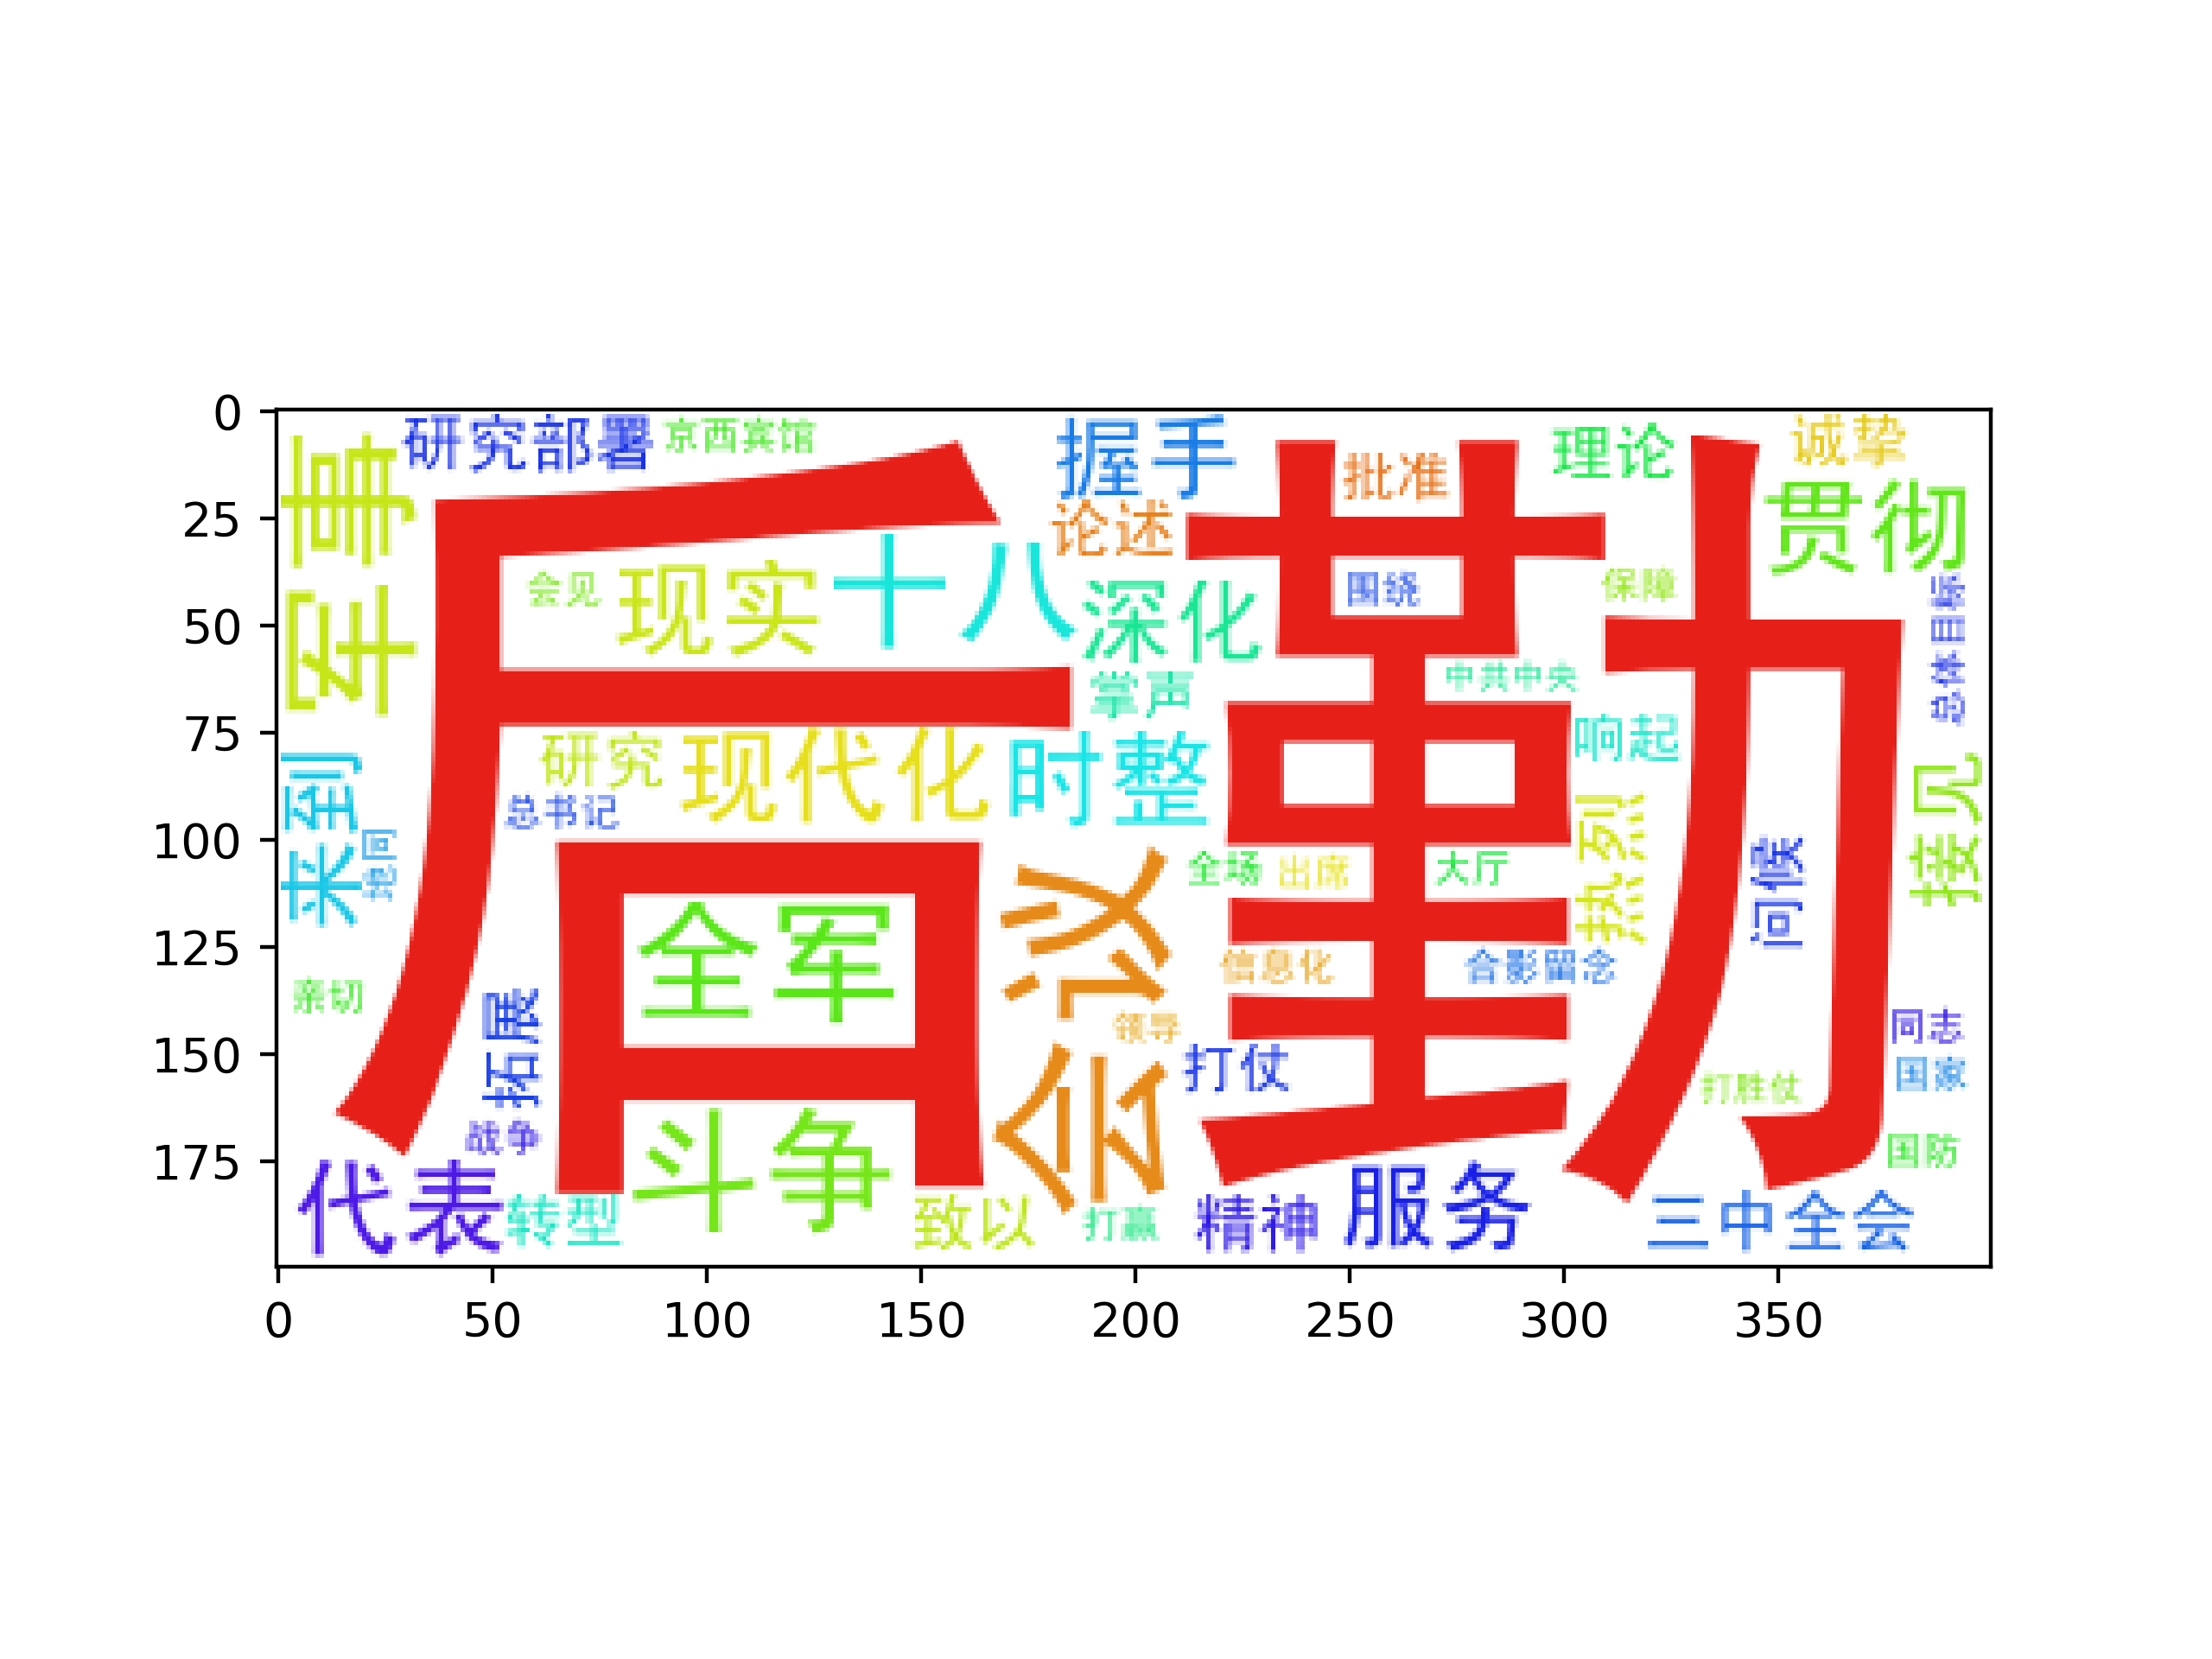 研究部署
京西宾馆
握手
批准
理论
诚挚
军事
论述
贯彻
后勤
会见
现实
十八
深化
围绕
保障
总体目标
掌声
中共中央
响起
来到
研究
现代化
时整
接见
总书记
热烈
问候
全场
出席
大厅
全军
会议
信息化
合影留念
亲切
拓展
领导
同志
打仗
国家
打胜仗
战争
斗争
国防
代表
转型
致以
打赢
精神
服务
三中全会
0
25
50
75
100
125
150
175
0 50 100 150 200 250 300 350